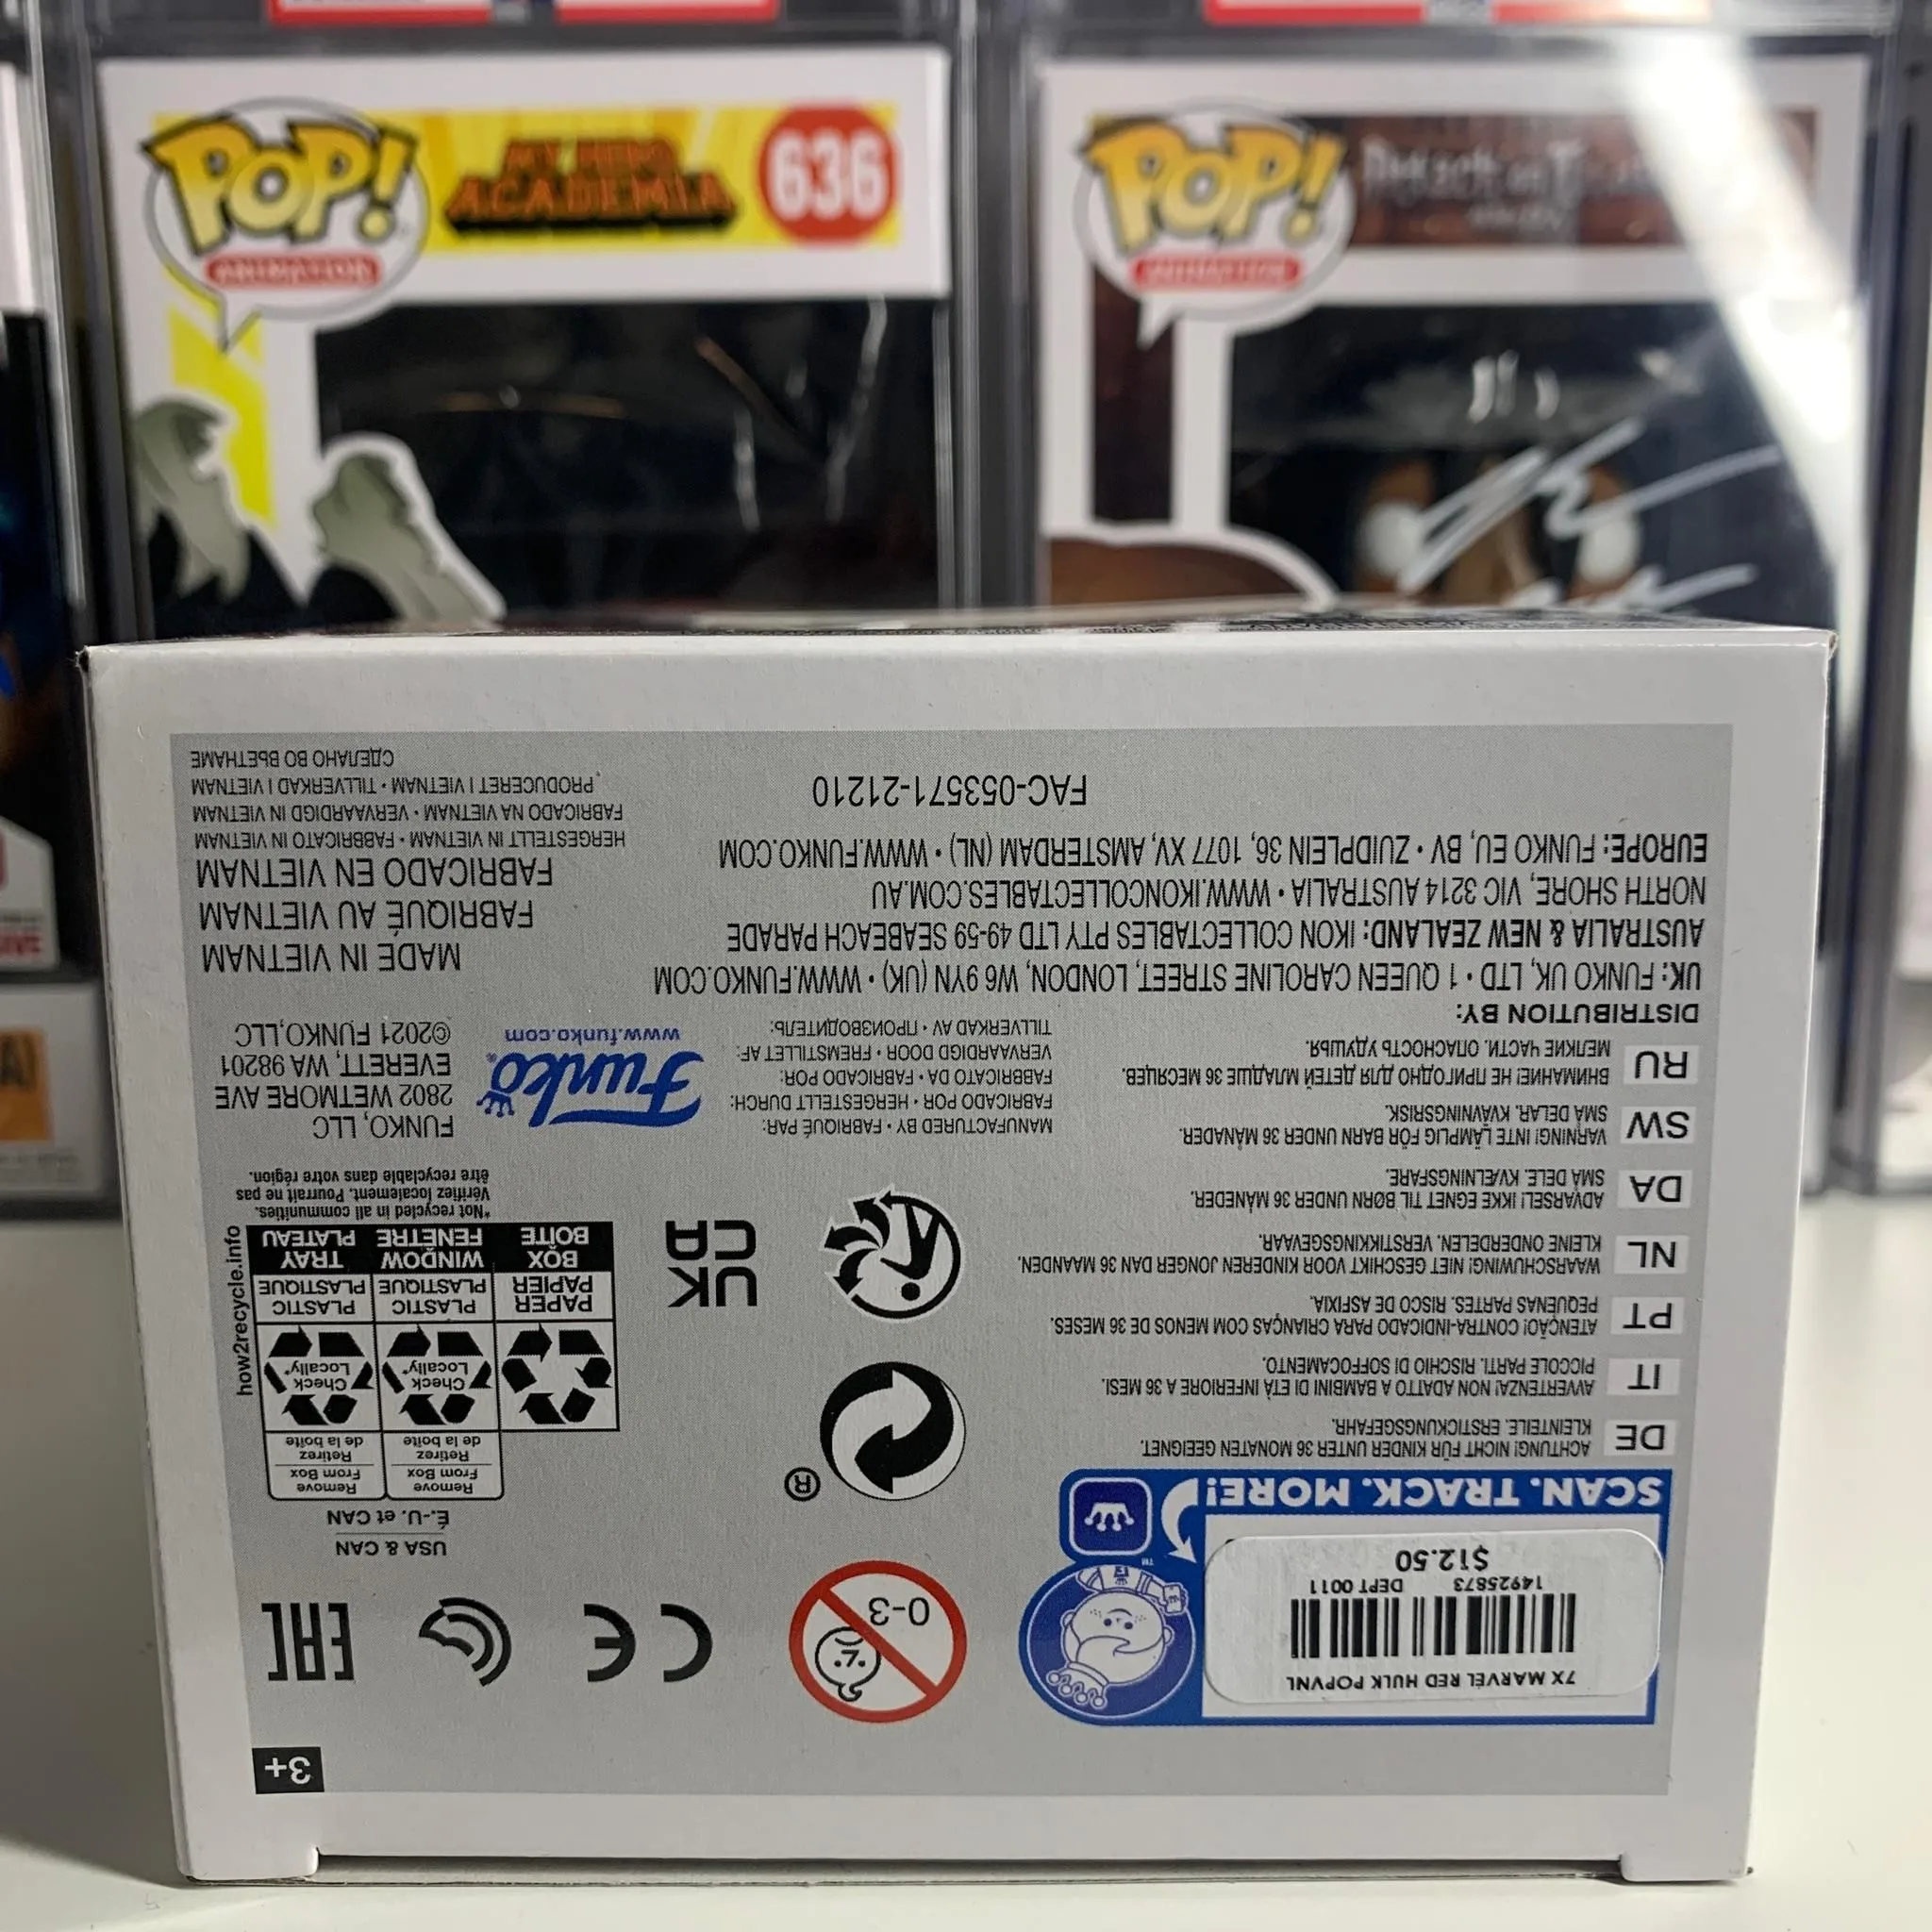 POP!
ANIMATION
MY HERO
ACADEMIA
636
POP!
ANIMATION
3+
7X MARVEL RED HULK POPVNL
14925873 DEPT 0011
$12.50
SCAN. TRACK. MORE!
™
0-3
CE
EAC
USA & CAN
É.-U. et CAN
Remove
From Box
Retirez
de la boîte
Remove
From Box
Retirez
de la boîte
Check
Locally*
Check
Locally*
PAPER
PAPIER
PLASTIC
PLASTIQUE
PLASTIC
PLASTIQUE
BOX
BOÎTE
WINDOW
FENÊTRE
TRAY
PLATEAU
how2recycle.info
*Not recycled in all communities.
Vérifiez localement. Pourrait ne pas
être recyclable dans votre région.
®
UK
CA
DE
ACHTUNG! NICHT FÜR KINDER UNTER 36 MONATEN GEEIGNET.
KLEINTEILE. ERSTICKUNGSGEFAHR.
IT
AVVERTENZA! NON ADATTO A BAMBINI DI ETÀ INFERIORE A 36 MESI.
PICCOLE PARTI. RISCHIO DI SOFFOCAMENTO.
PT
ATENÇÃO! CONTRA-INDICADO PARA CRIANÇAS COM MENOS DE 36 MESES.
PEQUENAS PARTES. RISCO DE ASFIXIA.
NL
WAARSCHUWING! NIET GESCHIKT VOOR KINDEREN JONGER DAN 36 MAANDEN.
KLEINE ONDERDELEN. VERSTIKKINGSGEVAAR.
DA
ADVARSEL! IKKE EGNET TIL BØRN UNDER 36 MÅNEDER.
SMÅ DELE. KVÆLNINGSFARE.
SW
VARNING! INTE LÄMPLIG FÖR BARN UNDER 36 MÅNADER.
SMÅ DELAR. KVÄVNINGSRISK.
RU
ВНИМАНИЕ! НЕ ПРИГОДНО ДЛЯ ДЕТЕЙ МЛАДШЕ 36 МЕСЯЦЕВ.
МЕЛКИЕ ЧАСТИ. ОПАСНОСТЬ УДУШЬЯ.
MANUFACTURED BY • FABRIQUÉ PAR:
FABRICADO POR • HERGESTELLT DURCH:
FABBRICATO DA • FABRICADO POR:
VERVAARDIGD DOOR • FREMSTILLET AF:
TILLVERKAD AV • ПРОИЗВОДИТЕЛЬ:
Funko®
www.funko.com
FUNKO, LLC
2802 WETMORE AVE
EVERETT, WA 98201
©2021 FUNKO,LLC
DISTRIBUTION BY:
UK: FUNKO UK, LTD • 1 QUEEN CAROLINE STREET, LONDON, W6 9YN (UK) • WWW.FUNKO.COM
AUSTRALIA & NEW ZEALAND: IKON COLLECTABLES PTY LTD 49-59 SEABEACH PARADE
NORTH SHORE, VIC 3214 AUSTRALIA • WWW.IKONCOLLECTABLES.COM.AU
EUROPE: FUNKO EU, BV • ZUIDPLEIN 36, 1077 XV, AMSTERDAM (NL) • WWW.FUNKO.COM
FAC-053571-21210
MADE IN VIETNAM
FABRIQUÉ AU VIETNAM
FABRICADO EN VIETNAM
HERGESTELLT IN VIETNAM • FABBRICATO IN VIETNAM
FABRICADO NA VIETNAM • VERVAARDIGD IN VIETNAM
PRODUCERET I VIETNAM • TILLVERKAD I VIETNAM
СДЕЛАНО ВО ВЬЕТНАМЕ